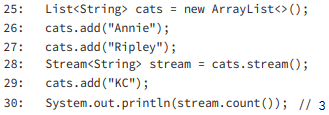 25: List<String> cats = new ArrayList<>();
26: cats.add("Annie");
27: cats.add("Ripley");
28: Stream<String> stream = cats.stream();
29: cats.add("KC");
30: System.out.println(stream.count()); // 3